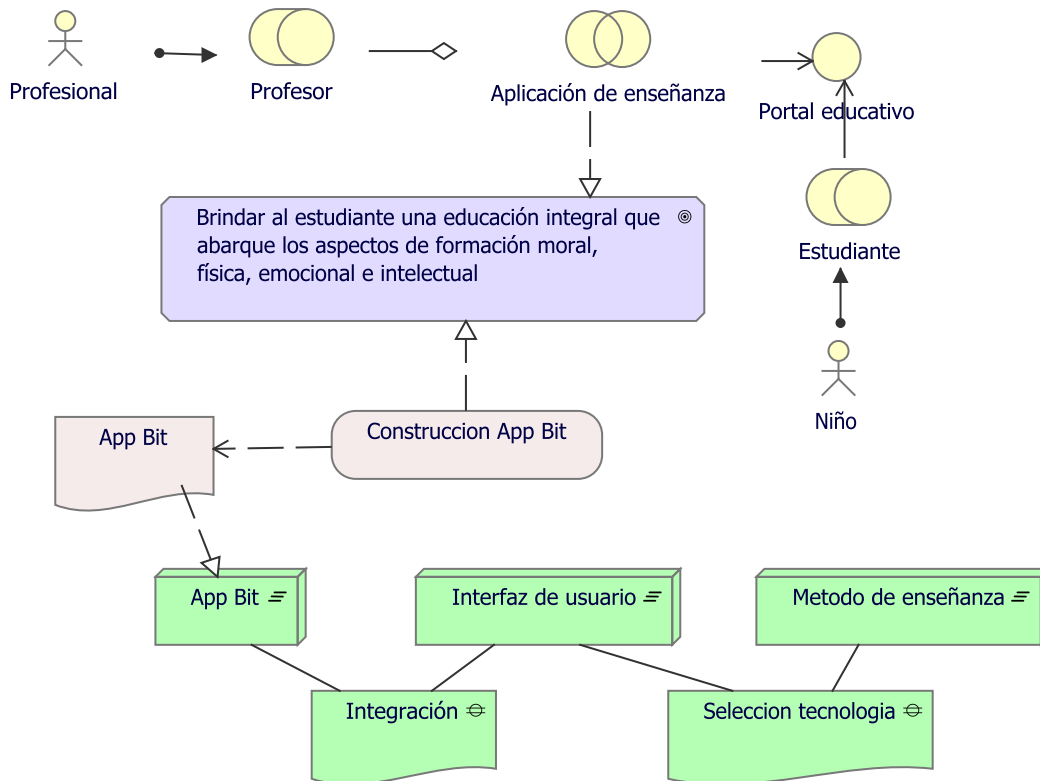 Profesional
Profesor
Aplicación de enseñanza
Portal educativo
Brindar al estudiante una educación integral que
abarque los aspectos de formación moral,
física, emocional e intelectual
Estudiante
Niño
App Bit
Construccion App Bit
App Bit
Interfaz de usuario
Metodo de enseñanza
Integración
Seleccion tecnologia